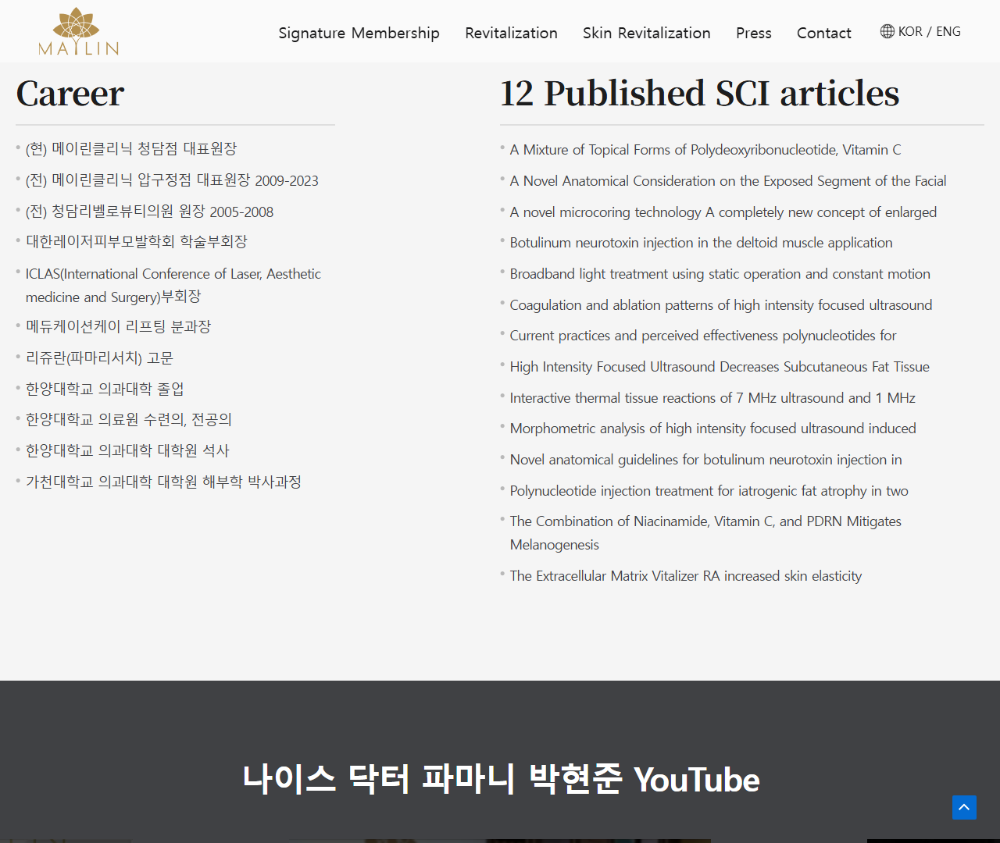 MAYLIN
Signature Membership
Revitalization
Skin Revitalization
Press
Contact
KOR / ENG
Career
(현) 메이린클리닉 청담점 대표원장
(전) 메이린클리닉 압구정점 대표원장 2009-2023
(전) 청담리벨로뷰티의원 원장 2005-2008
대한레이저피부모발학회 학술부회장
ICLAS(International Conference of Laser, Aesthetic
medicine and Surgery)부회장
메듀케이션케이 리프팅 분과장
리쥬란(파마리서치) 고문
한양대학교 의과대학 졸업
한양대학교 의료원 수련의, 전공의
한양대학교 의과대학 대학원 석사
가천대학교 의과대학 대학원 해부학 박사과정
12 Published SCI articles
A Mixture of Topical Forms of Polydeoxyribonucleotide, Vitamin C
A Novel Anatomical Consideration on the Exposed Segment of the Facial
A novel microcoring technology A completely new concept of enlarged
Botulinum neurotoxin injection in the deltoid muscle application
Broadband light treatment using static operation and constant motion
Coagulation and ablation patterns of high intensity focused ultrasound
Current practices and perceived effectiveness polynucleotides for
High Intensity Focused Ultrasound Decreases Subcutaneous Fat Tissue
Interactive thermal tissue reactions of 7 MHz ultrasound and 1 MHz
Morphometric analysis of high intensity focused ultrasound induced
Novel anatomical guidelines for botulinum neurotoxin injection in
Polynucleotide injection treatment for iatrogenic fat atrophy in two
The Combination of Niacinamide, Vitamin C, and PDRN Mitigates
Melanogenesis
The Extracellular Matrix Vitalizer RA increased skin elasticity
나이스 닥터 파마니 박현준 YouTube